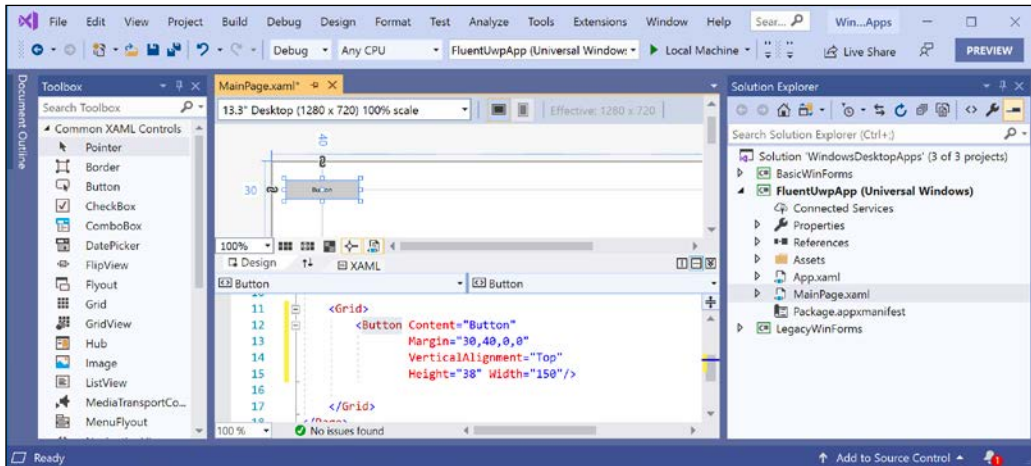 File Edit View Project Build Debug Design Format Test Analyze Tools Extensions Window Help Sear... Win...Apps
Debug Any CPU FluentUwpApp (Universal Window: Local Machine Live Share PREVIEW
Document Outline
Toolbox
Search Toolbox
Common XAML Controls
Pointer
Border
Button
CheckBox
ComboBox
DatePicker
FlipView
Flyout
Grid
GridView
Hub
Image
ListView
MediaTransportCo...
MenuFlyout
MainPage.xaml*
13.3" Desktop (1280 x 720) 100% scale Effective: 1280 x 720
40
30 Button
100%
Design XAML
Button Button
11 <Grid>
12 <Button Content="Button"
13 Margin="30,40,0,0"
14 VerticalAlignment="Top"
15 Height="38" Width="150"/>
16
17 </Grid>
100 % No issues found
Solution Explorer
Search Solution Explorer (Ctrl+;)
Solution 'WindowsDesktopApps' (3 of 3 projects)
BasicWinForms
FluentUwpApp (Universal Windows)
Connected Services
Properties
References
Assets
App.xaml
MainPage.xaml
Package.appxmanifest
LegacyWinForms
Ready Add to Source Control 1